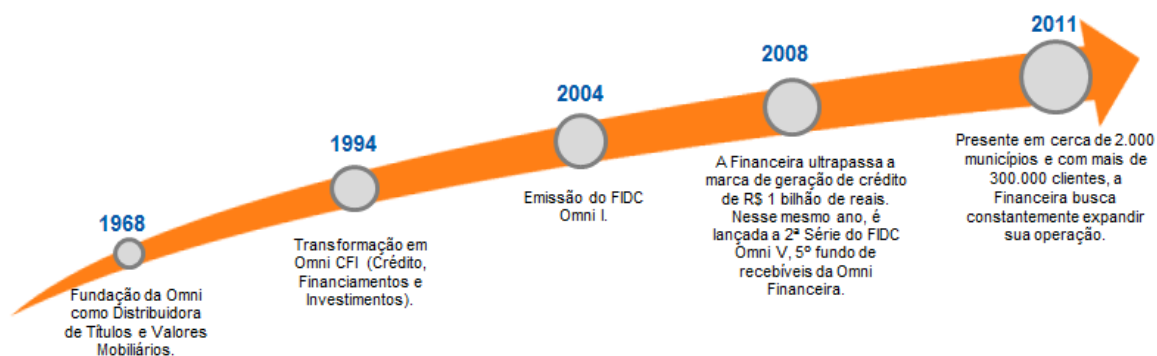 1968
Fundação da Omni
como Distribuidora
de Títulos e Valores
Mobiliários.
1994
Transformação em
Omni CFI (Crédito,
Financiamentos e
Investimentos).
2004
Emissão do FIDC
Omni I.
2008
A Financeira ultrapassa a
marca de geração de crédito
de R$ 1 bilhão de reais.
Nesse mesmo ano, é
lançada a 2ª Série do FIDC
Omni V, 5º fundo de
recebíveis da Omni
Financeira.
2011
Presente em cerca de 2.000
municípios e com mais de
300.000 clientes, a
Financeira busca
constantemente expandir
sua operação.